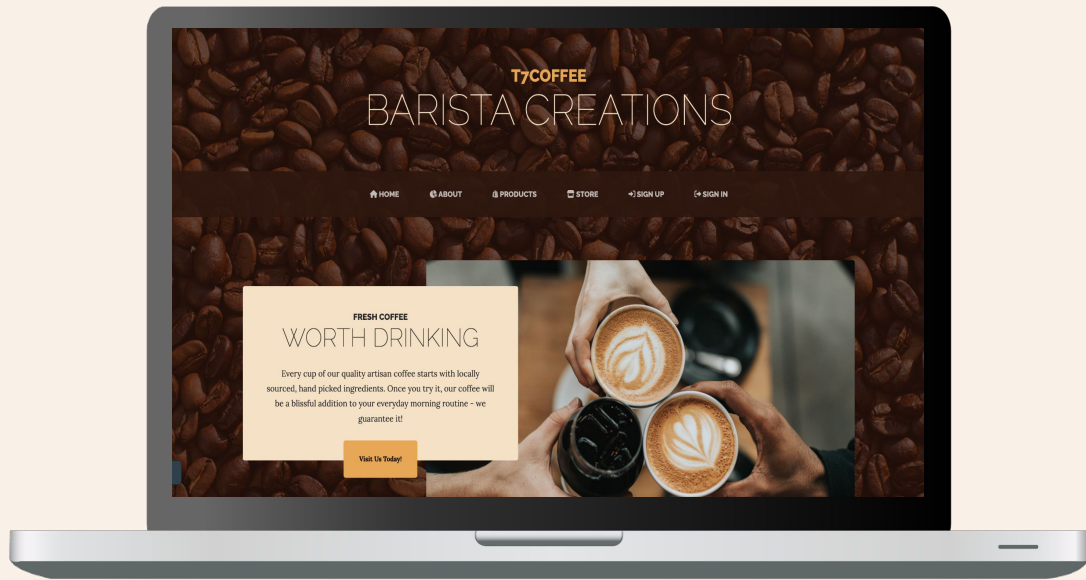 T7COFFEE
BARISTA CREATIONS
HOME ABOUT PRODUCTS STORE SIGN UP SIGN IN
FRESH COFFEE
WORTH DRINKING
Every cup of our quality artisan coffee starts with locally
sourced, hand picked ingredients. Once you try it, our coffee will
be a blissful addition to your everyday morning routine - we
guarantee it!
Visit Us Today!